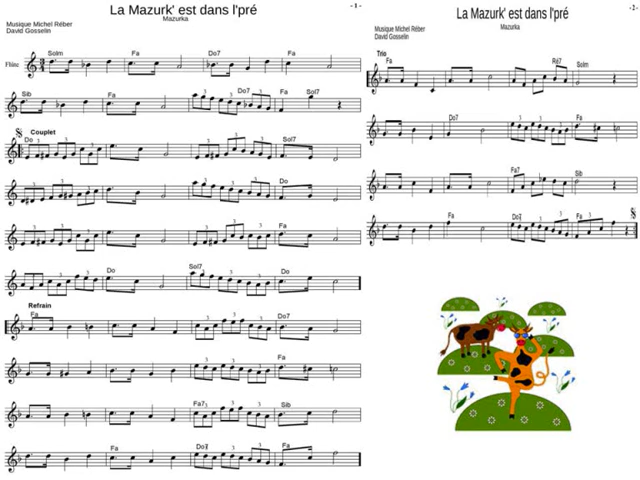 La Mazurk' est dans l'pré
- 1 -
Mazurka
Musique Michel Réber
David Gosselin
Flûte
Solm Fa Do7 Fa
Sib Fa Do7 Sol7
Couplet
Do Sol7
Do
Fa
Do Sol7 Do
Refrain
Fa Do7
Fa
Fa7 Sib
Fa Do7 Fa
La Mazurk' est dans l'pré
-2-
Mazurka
Musique Michel Réber
David Gosselin
Trio
Fa Ré7 Solm
Do7 Fa
Fa7 Sib
Fa Do7 Fa